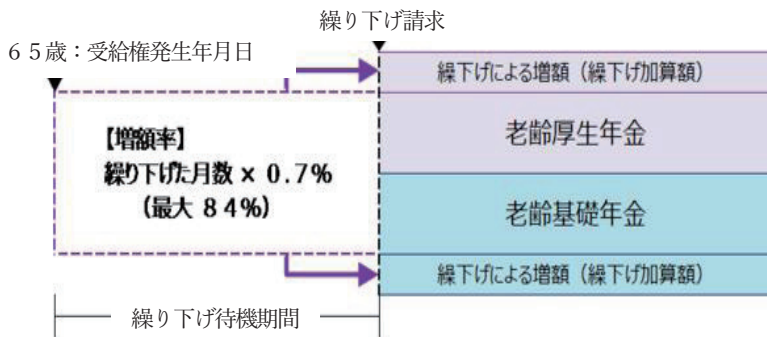 繰り下げ請求
６５歳：受給権発生年月日
繰下げによる増額（繰下げ加算額）
老齢厚生年金
【増額率】
繰り下げた月数 × 0.7%
（最大 ８４%）
老齢基礎年金
繰下げによる増額（繰下げ加算額）
繰り下げ待機期間